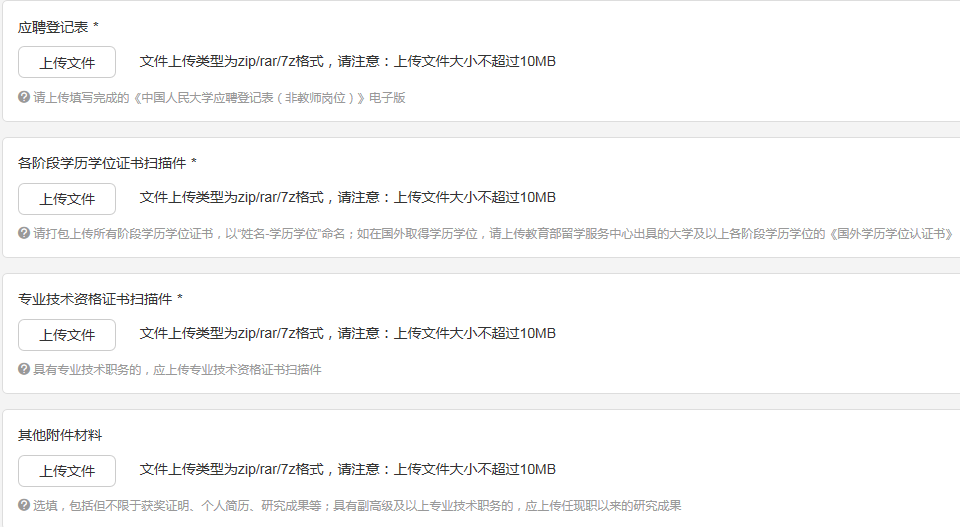 应聘登记表 *
上传文件 文件上传类型为zip/rar/7z格式，请注意：上传文件大小不超过10MB
请上传填写完成的《中国人民大学应聘登记表（非教师岗位）》电子版
各阶段学历学位证书扫描件 *
上传文件 文件上传类型为zip/rar/7z格式，请注意：上传文件大小不超过10MB
请打包上传所有阶段学历学位证书，以“姓名-学历学位”命名；如在国外取得学历学位，请上传教育部留学服务中心出具的大学及以上各阶段学历学位的《国外学历学位认证书》
专业技术资格证书扫描件 *
上传文件 文件上传类型为zip/rar/7z格式，请注意：上传文件大小不超过10MB
具有专业技术职务的，应上传专业技术资格证书扫描件
其他附件材料
上传文件 文件上传类型为zip/rar/7z格式，请注意：上传文件大小不超过10MB
选填，包括但不限于获奖证明、个人简历、研究成果等；具有副高级及以上专业技术职务的，应上传任现职以来的研究成果